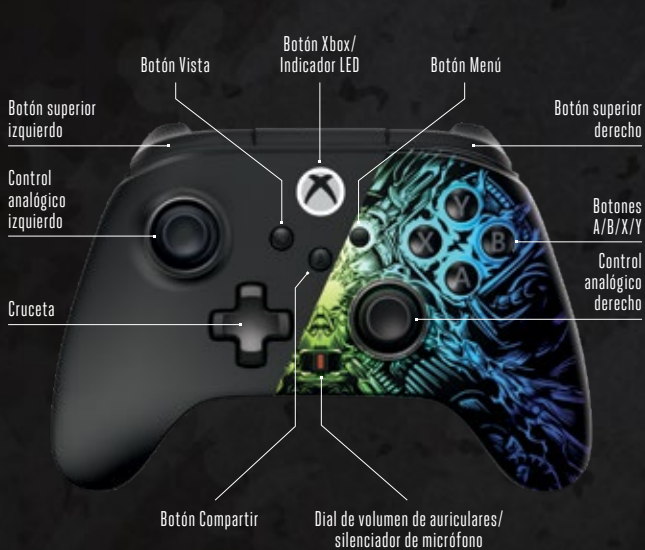 Botón Xbox/
Indicador LED
Botón Vista
Botón Menú
Botón superior
izquierdo
Botón superior
derecho
Control
analógico
izquierdo
Botones
A/B/X/Y
Y
X
B
A
Control
analógico
derecho
Cruceta
Botón Compartir
Dial de volumen de auriculares/
silenciador de micrófono